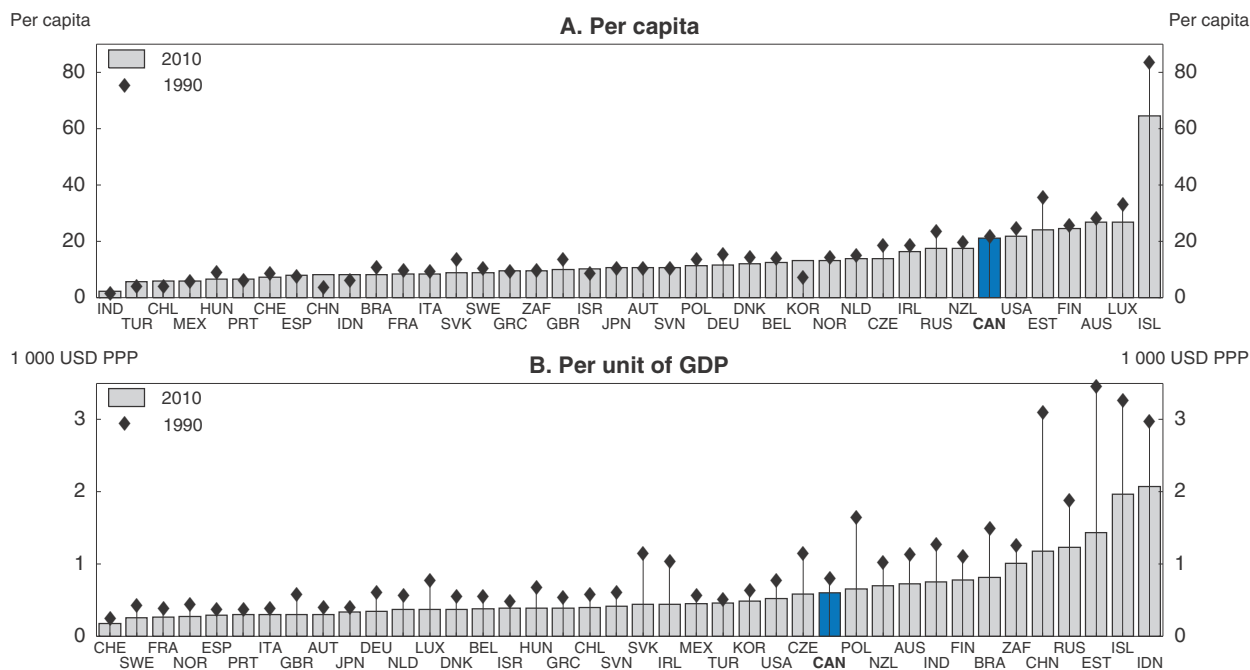 Per capita
A. Per capita
Per capita
2010
1990
80
60
40
20
0
80
60
40
20
0
IND CHL HUN CHE CHN BRA ITA SWE ZAF ISR AUT POL DNK KOR NLD IRL NZL USA FIN LUX
TUR MEX PRT ESP IDN FRA SVK GRC GBR JPN SVN DEU BEL NOR CZE RUS CAN EST AUS ISL
1 000 USD PPP
B. Per unit of GDP
1 000 USD PPP
2010
1990
3
2
1
0
3
2
1
0
CHE FRA ESP ITA AUT DEU LUX BEL HUN CHL SVK MEX KOR CZE POL AUS FIN ZAF RUS ISL
SWE NOR PRT GBR JPN NLD DNK ISR GRC SVN IRL TUR USA CAN NZL IND BRA CHN EST IDN